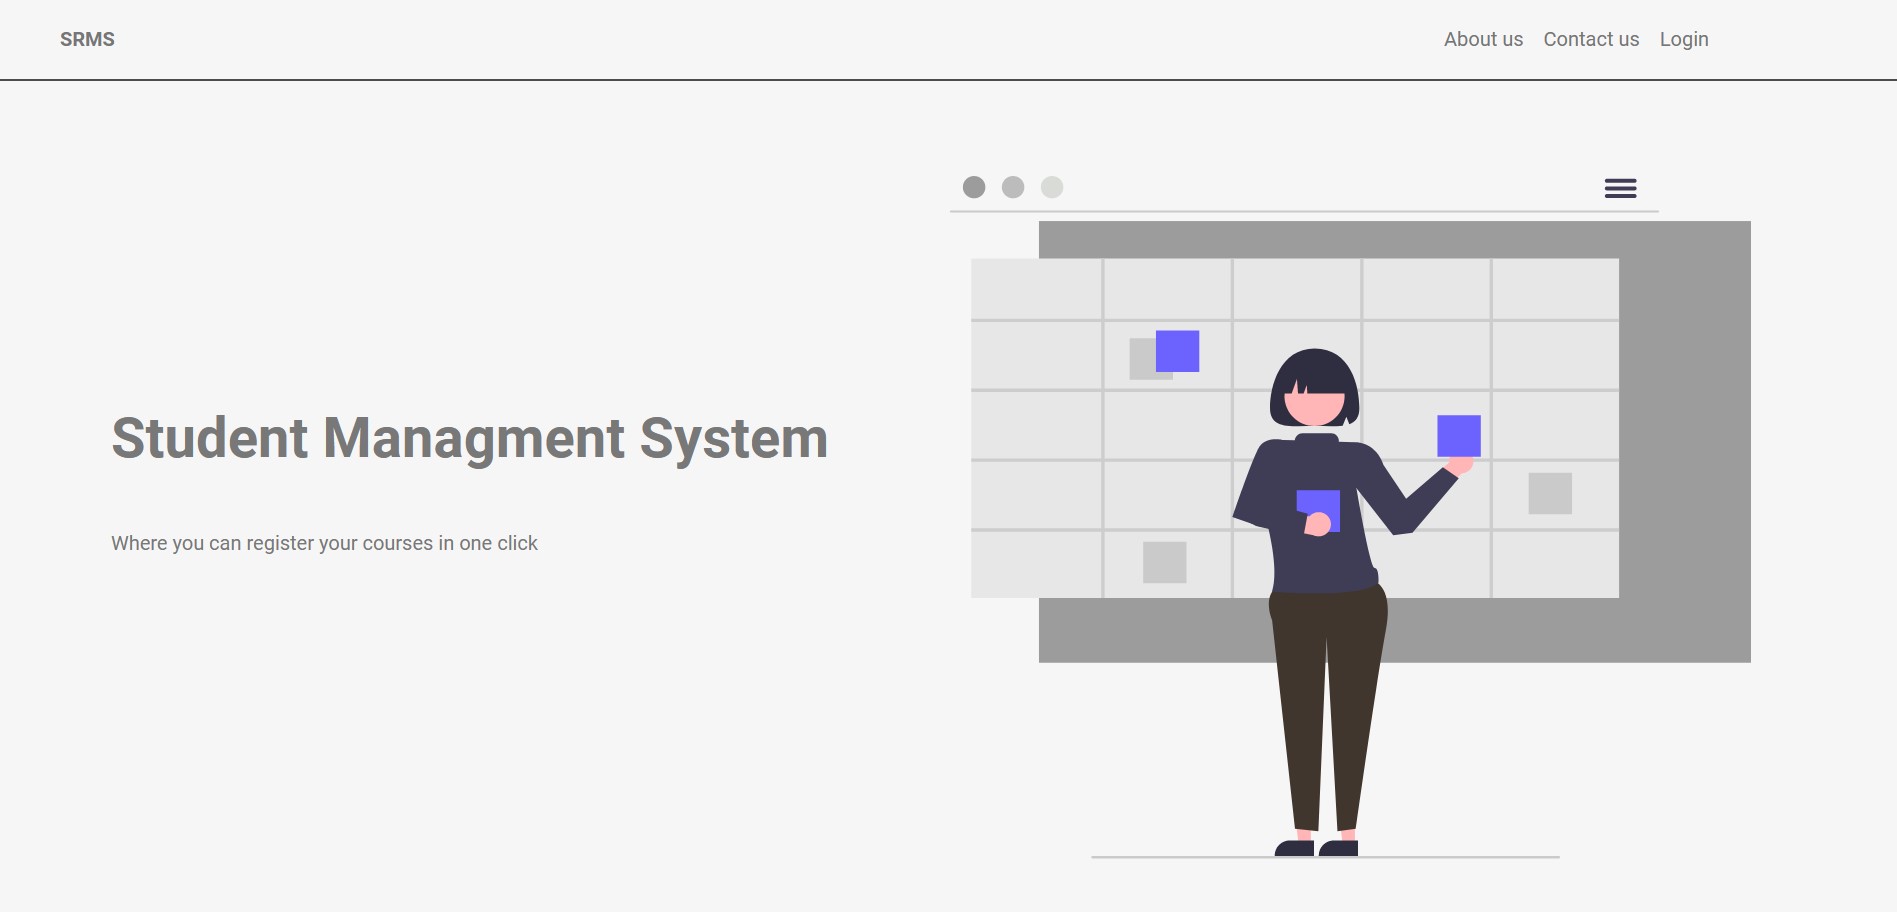 SRMS
About us Contact us Login
Student Managment System
Where you can register your courses in one click